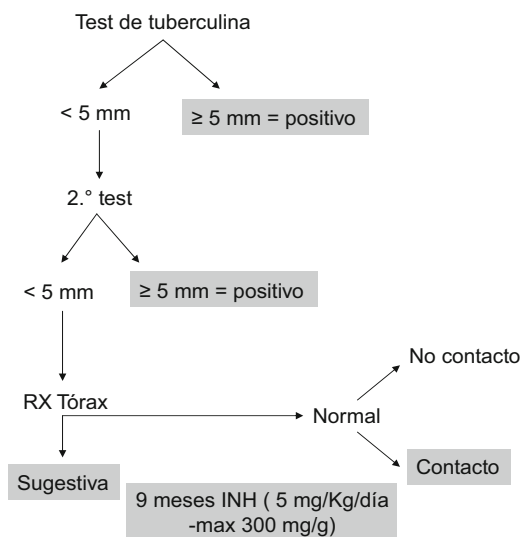 Test de tuberculina
< 5 mm
≥ 5 mm = positivo
2.° test
< 5 mm
≥ 5 mm = positivo
No contacto
RX Tórax
Normal
Contacto
Sugestiva
9 meses INH ( 5 mg/Kg/día
-max 300 mg/g)